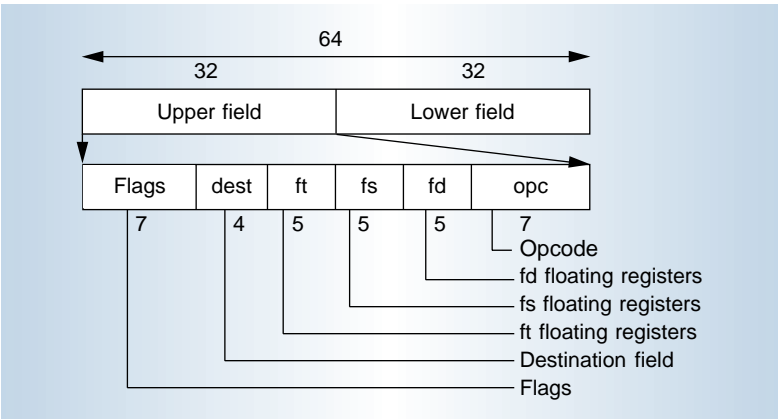 64
32 32
Upper field Lower field
Flags dest ft fs fd opc
7 4 5 5 5 7
Opcode
fd floating registers
fs floating registers
ft floating registers
Destination field
Flags